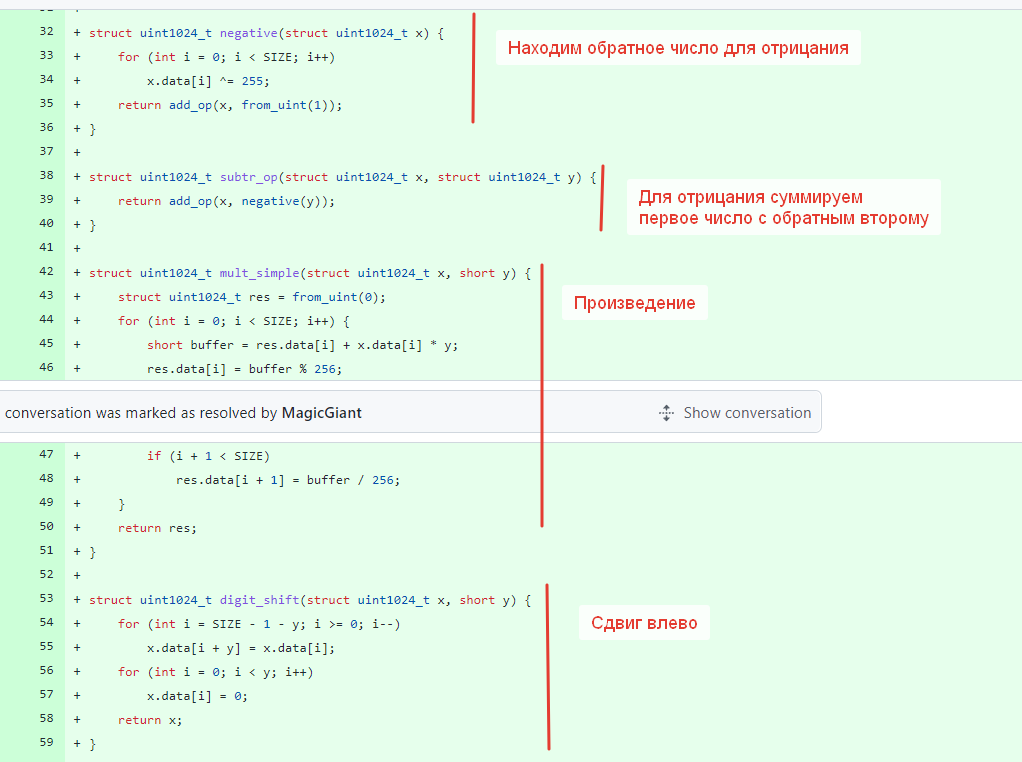 32 + struct uint1024_t negative(struct uint1024_t x) {
33 + for (int i = 0; i < SIZE; i++)
34 + x.data[i] ^= 255;
35 + return add_op(x, from_uint(1));
36 + }
37 +
Находим обратное число для отрицания
38 + struct uint1024_t subtr_op(struct uint1024_t x, struct uint1024_t y) {
39 + return add_op(x, negative(y));
40 + }
41 +
Для отрицания суммируем
первое число с обратным второму
42 + struct uint1024_t mult_simple(struct uint1024_t x, short y) {
43 + struct uint1024_t res = from_uint(0);
44 + for (int i = 0; i < SIZE; i++) {
45 + short buffer = res.data[i] + x.data[i] * y;
46 + res.data[i] = buffer % 256;
Произведение
conversation was marked as resolved by MagicGiant
Show conversation
47 + if (i + 1 < SIZE)
48 + res.data[i + 1] = buffer / 256;
49 + }
50 + return res;
51 + }
52 +
53 + struct uint1024_t digit_shift(struct uint1024_t x, short y) {
54 + for (int i = SIZE - 1 - y; i >= 0; i--)
55 + x.data[i + y] = x.data[i];
56 + for (int i = 0; i < y; i++)
57 + x.data[i] = 0;
58 + return x;
59 + }
Сдвиг влево